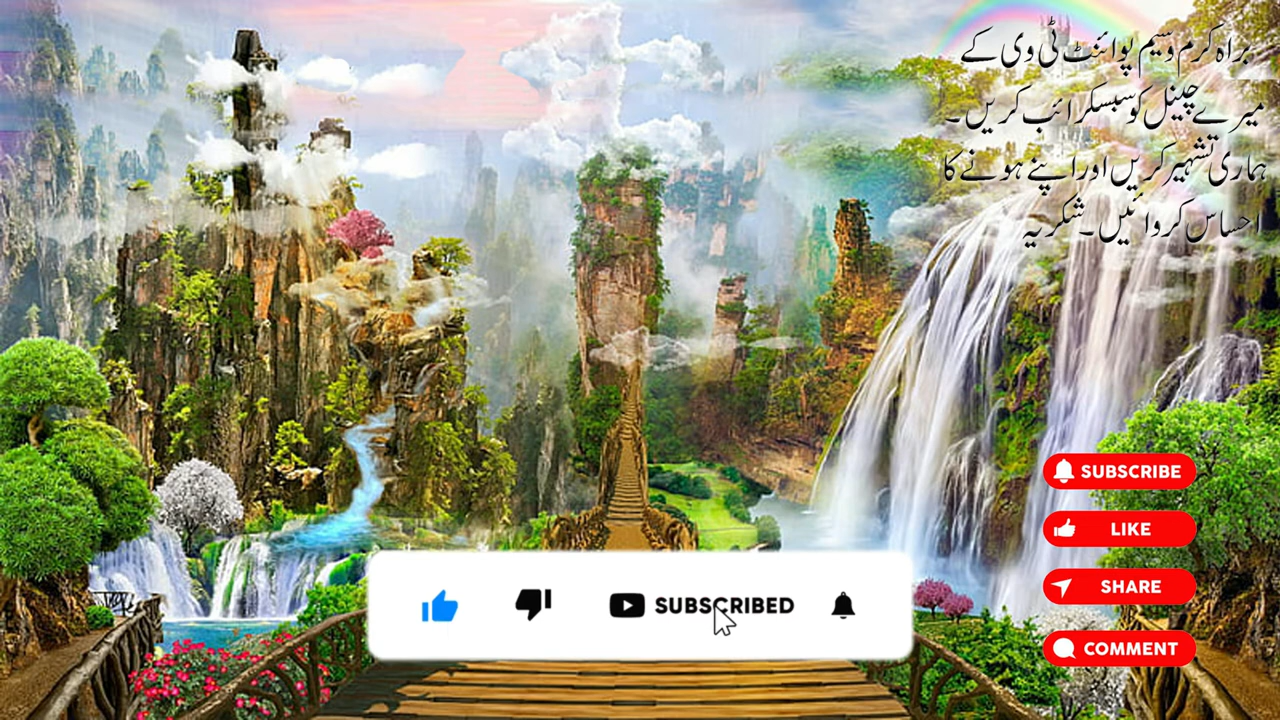 براہ کرم وسیم پوائنٹ ٹی وی کے
میرے چینل کو سبسکرائب کریں۔
ہماری تشہیر کریں اور اپنے ہونے کا
احساس کروائیں۔ شکریہ
SUBSCRIBE
LIKE
SHARE
SUBSCRIBED
COMMENT